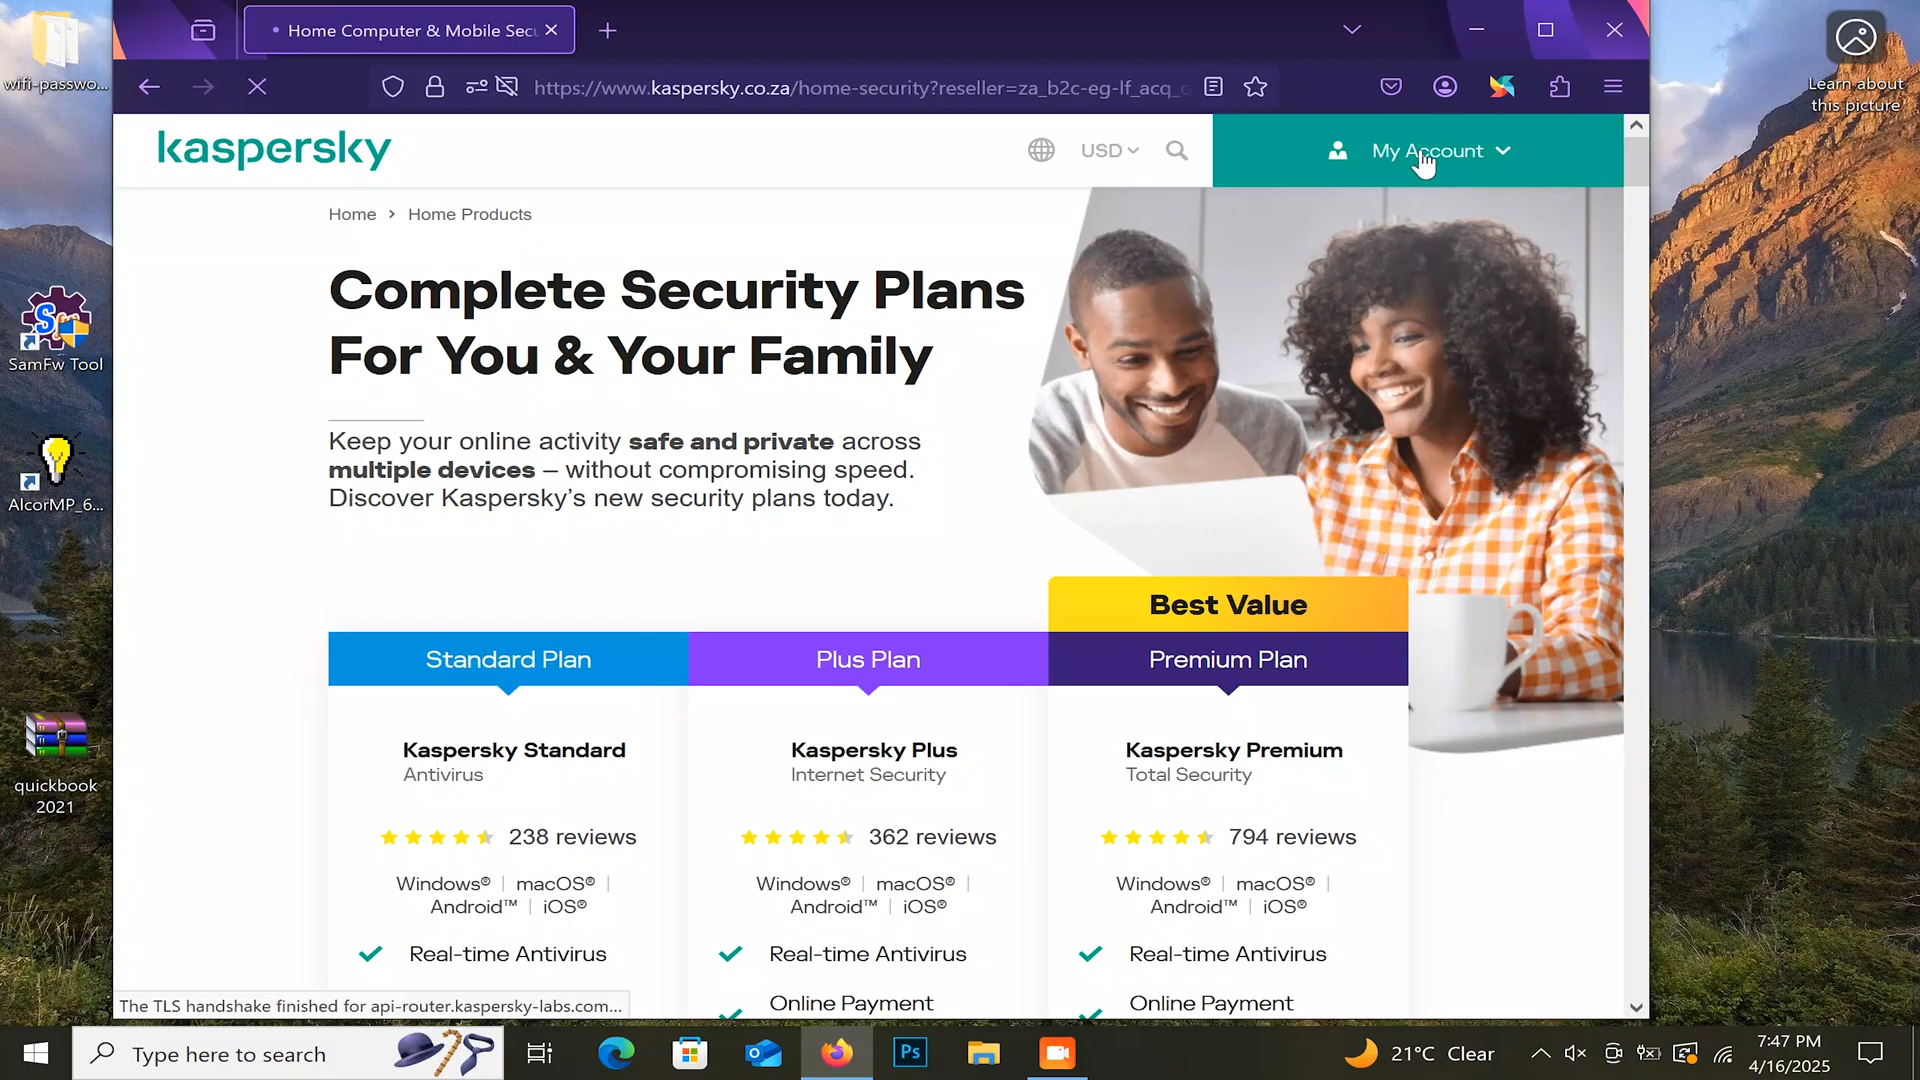 wifi-passwo...
SamFw Tool
AlcorMP_6...
quickbook
2021
Learn about
this picture
Home Computer & Mobile Secu
https://www.kaspersky.co.za/home-security?reseller=za_b2c-eg-lf_acq_
kaspersky
USD
My Account
Home > Home Products
Complete Security Plans
For You & Your Family
Keep your online activity safe and private across
multiple devices – without compromising speed.
Discover Kaspersky's new security plans today.
Best Value
Standard Plan
Plus Plan
Premium Plan
Kaspersky Standard
Antivirus
238 reviews
Windows® | macOS® |
Android™ | iOS®
Real-time Antivirus
Kaspersky Plus
Internet Security
362 reviews
Windows® | macOS® |
Android™ | iOS®
Real-time Antivirus
Online Payment
Kaspersky Premium
Total Security
794 reviews
Windows® | macOS® |
Android™ | iOS®
Real-time Antivirus
Online Payment
The TLS handshake finished for api-router.kaspersky-labs.com...
Type here to search
Ps
21°C Clear
7:47 PM
4/16/2025